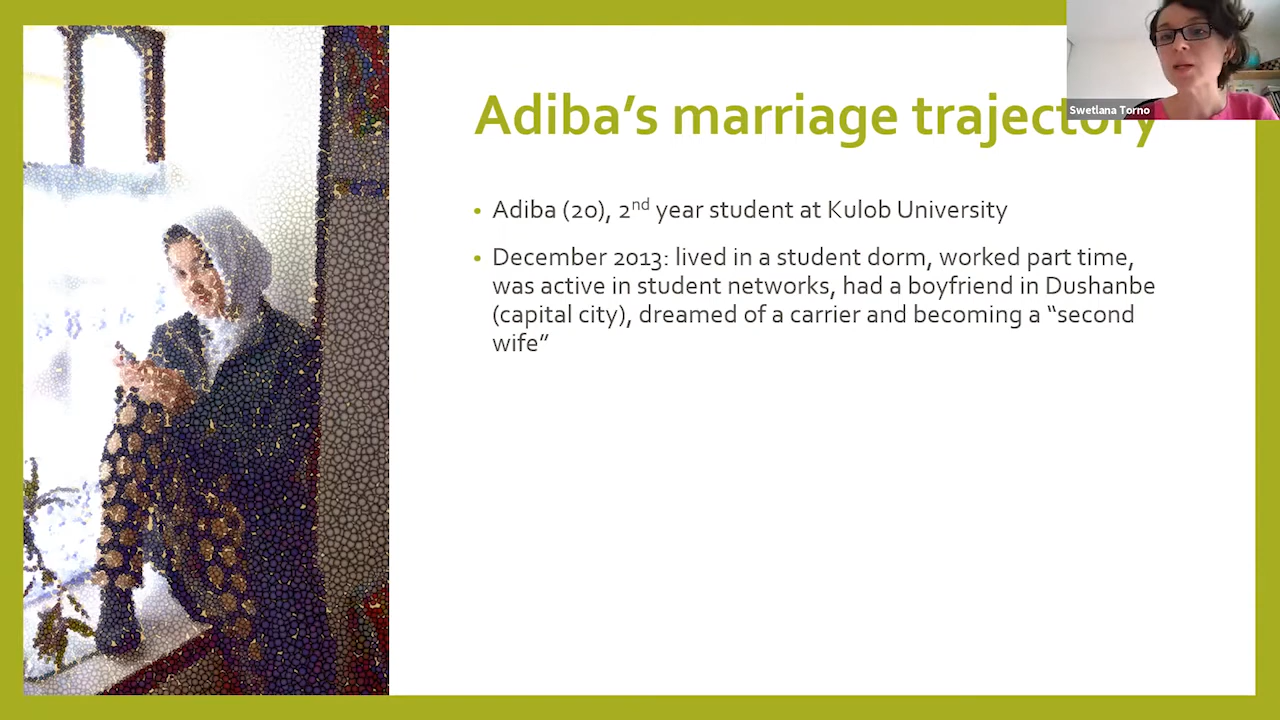 Swetlana Torno
Adiba’s marriage trajectory
• Adiba (20), 2nd year student at Kulob University
• December 2013: lived in a student dorm, worked part time,
was active in student networks, had a boyfriend in Dushanbe
(capital city), dreamed of a carrier and becoming a “second
wife”